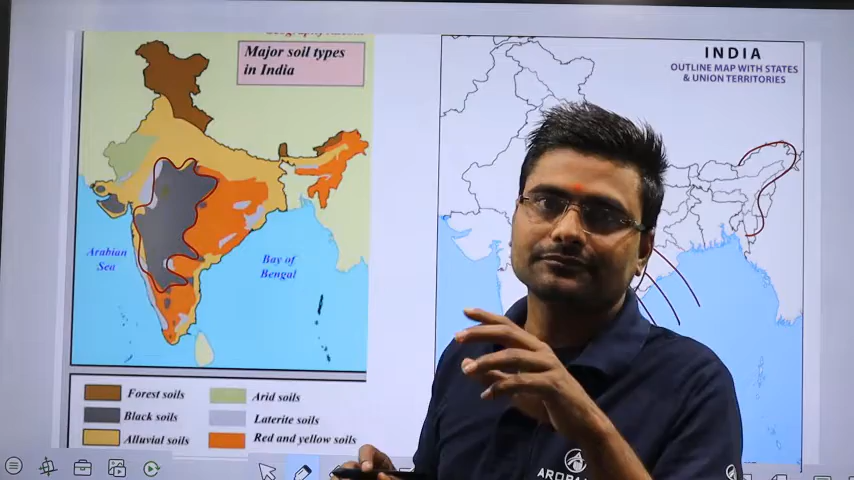 Major soil types
in India
Arabian
Sea
Bay of
Bengal
Forest soils
Arid soils
Black soils
Laterite soils
Alluvial soils
Red and yellow soils
INDIA
OUTLINE MAP WITH STATES
& UNION TERRITORIES